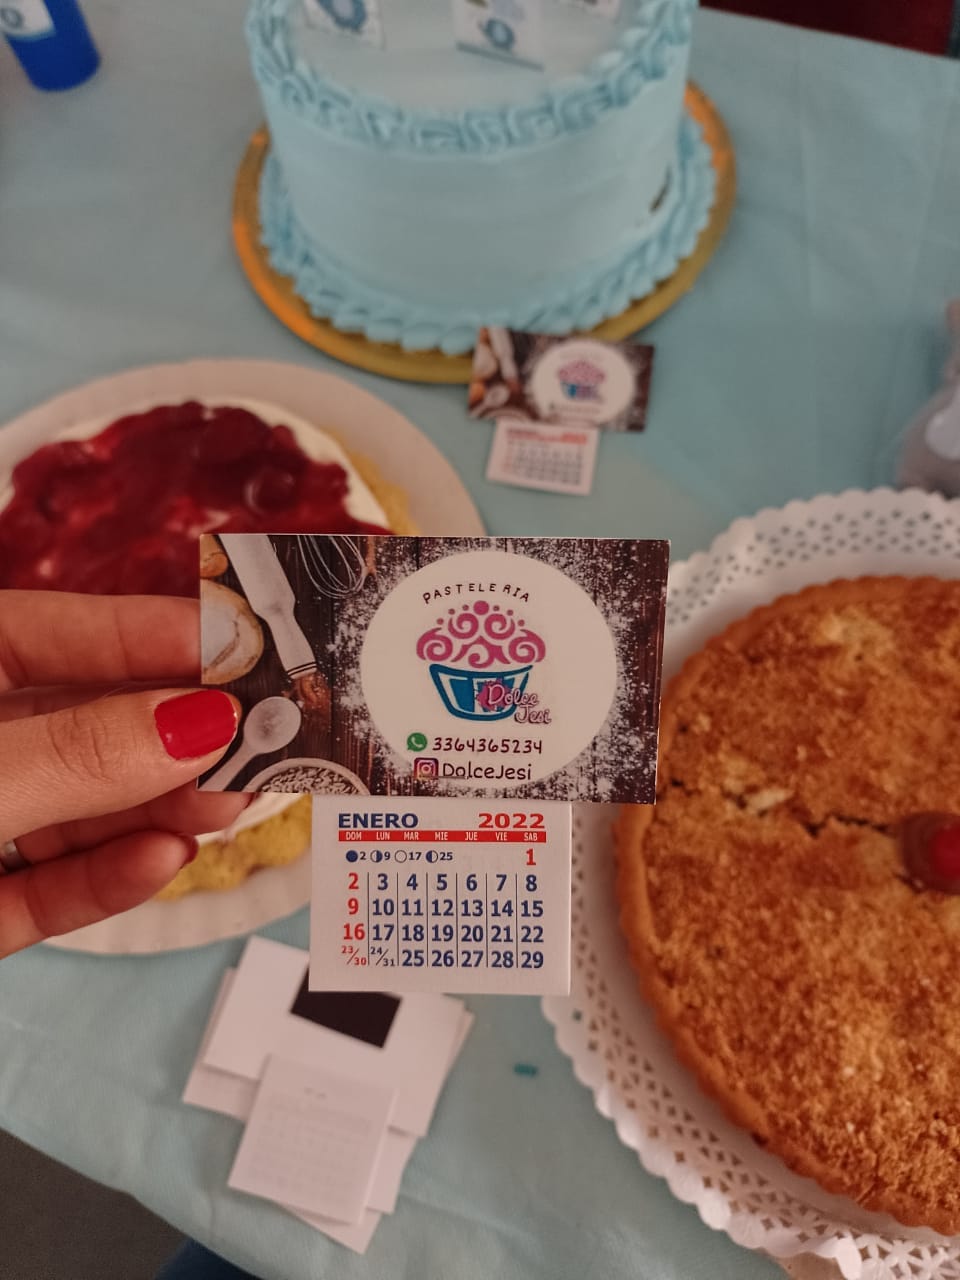 PASTELERIA
Dolce
Jesi
3364365234
DolceJesi
ENERO 2022
DOM LUN MAR MIE JUE VIE SAB
2 9 17 25 1
2 3 4 5 6 7 8
9 10 11 12 13 14 15
16 17 18 19 20 21 22
23/30 24/31 25 26 27 28 29